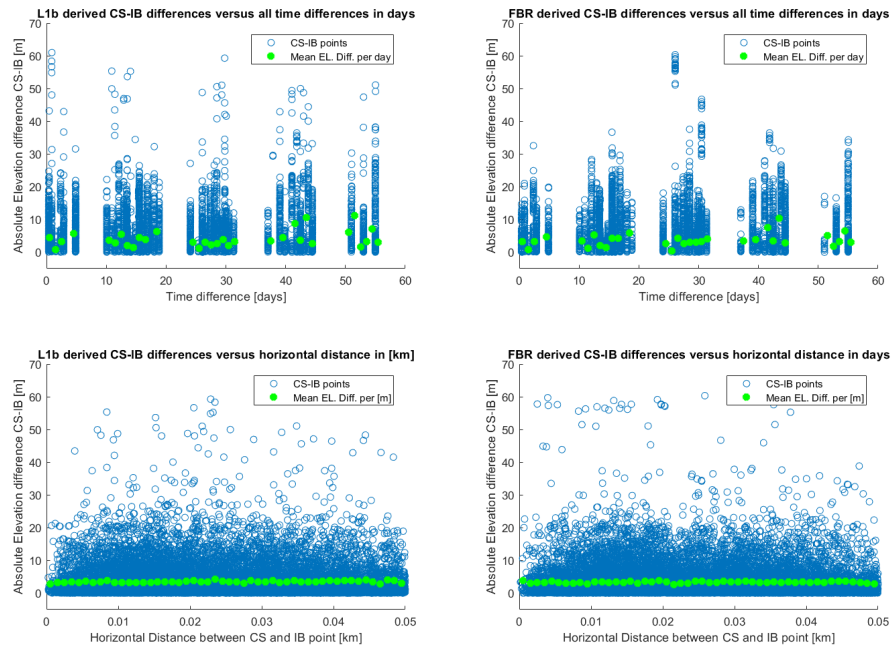 L1b derived CS-IB differences versus all time differences in days
70
60
50
40
30
20
10
0
Absolute Elevation difference CS-IB [m]
CS-IB points
Mean EL. Diff. per day
0 10 20 30 40 50 60
Time difference [days]
FBR derived CS-IB differences versus all time differences in days
70
60
50
40
30
20
10
0
Absolute Elevation difference CS-IB [m]
CS-IB points
Mean EL. Diff. per day
0 10 20 30 40 50 60
Time difference [days]
L1b derived CS-IB differences versus horizontal distance in [km]
70
60
50
40
30
20
10
0
Absolute Elevation difference CS-IB [m]
CS-IB points
Mean EL. Diff. per [m]
0 0.01 0.02 0.03 0.04 0.05
Horizontal Distance between CS and IB point [km]
FBR derived CS-IB differences versus horizontal distance in days
70
60
50
40
30
20
10
0
Absolute Elevation difference CS-IB [m]
CS-IB points
Mean EL. Diff. per [m]
0 0.01 0.02 0.03 0.04 0.05
Horizontal Distance between CS and IB point [km]